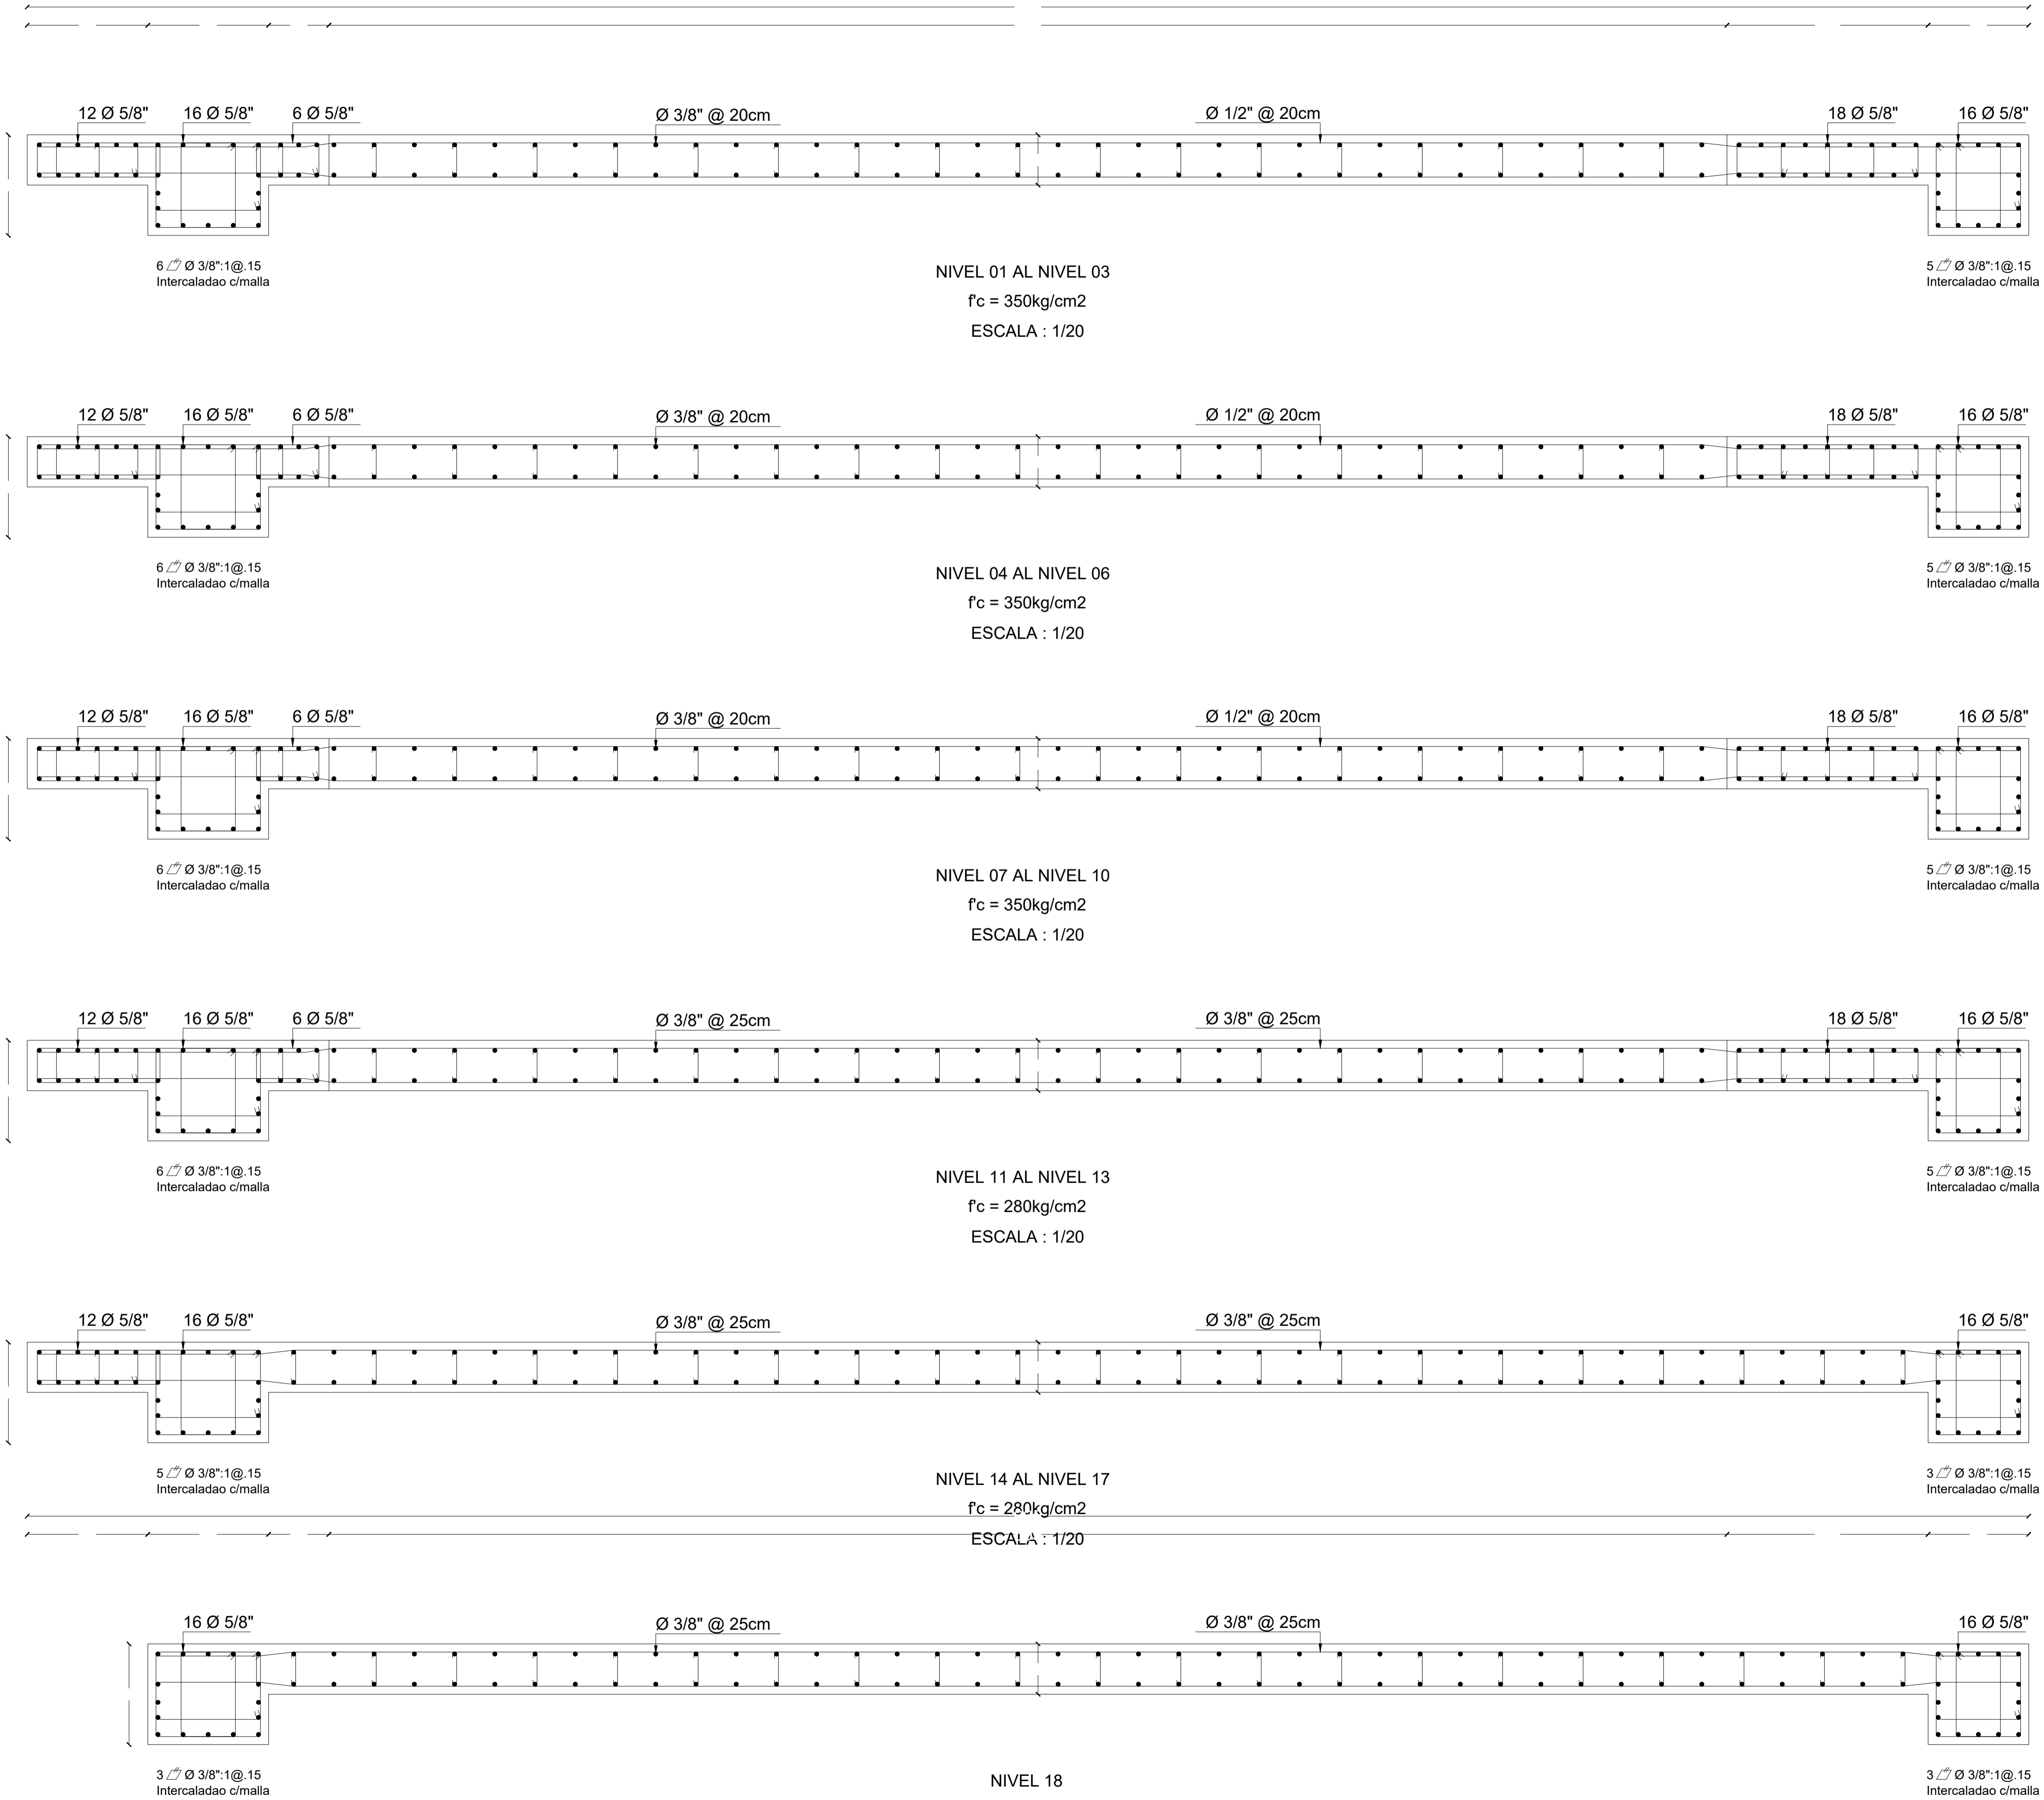 12 Ø 5/8"
16 Ø 5/8"
6 Ø 5/8"
Ø 3/8" @ 20cm
Ø 1/2" @ 20cm
18 Ø 5/8"
16 Ø 5/8"
6 Ø 3/8":1@.15
Intercaladao c/malla
5 Ø 3/8":1@.15
Intercaladao c/malla
NIVEL 01 AL NIVEL 03
f'c = 350kg/cm2
ESCALA : 1/20
12 Ø 5/8"
16 Ø 5/8"
6 Ø 5/8"
Ø 3/8" @ 20cm
Ø 1/2" @ 20cm
18 Ø 5/8"
16 Ø 5/8"
6 Ø 3/8":1@.15
Intercaladao c/malla
5 Ø 3/8":1@.15
Intercaladao c/malla
NIVEL 04 AL NIVEL 06
f'c = 350kg/cm2
ESCALA : 1/20
12 Ø 5/8"
16 Ø 5/8"
6 Ø 5/8"
Ø 3/8" @ 20cm
Ø 1/2" @ 20cm
18 Ø 5/8"
16 Ø 5/8"
6 Ø 3/8":1@.15
Intercaladao c/malla
5 Ø 3/8":1@.15
Intercaladao c/malla
NIVEL 07 AL NIVEL 10
f'c = 350kg/cm2
ESCALA : 1/20
12 Ø 5/8"
16 Ø 5/8"
6 Ø 5/8"
Ø 3/8" @ 25cm
Ø 3/8" @ 25cm
18 Ø 5/8"
16 Ø 5/8"
6 Ø 3/8":1@.15
Intercaladao c/malla
5 Ø 3/8":1@.15
Intercaladao c/malla
NIVEL 11 AL NIVEL 13
f'c = 280kg/cm2
ESCALA : 1/20
12 Ø 5/8"
16 Ø 5/8"
Ø 3/8" @ 25cm
Ø 3/8" @ 25cm
16 Ø 5/8"
5 Ø 3/8":1@.15
Intercaladao c/malla
3 Ø 3/8":1@.15
Intercaladao c/malla
NIVEL 14 AL NIVEL 17
f'c = 280kg/cm2
ESCALA : 1/20
16 Ø 5/8"
Ø 3/8" @ 25cm
Ø 3/8" @ 25cm
16 Ø 5/8"
3 Ø 3/8":1@.15
Intercaladao c/malla
3 Ø 3/8":1@.15
Intercaladao c/malla
NIVEL 18